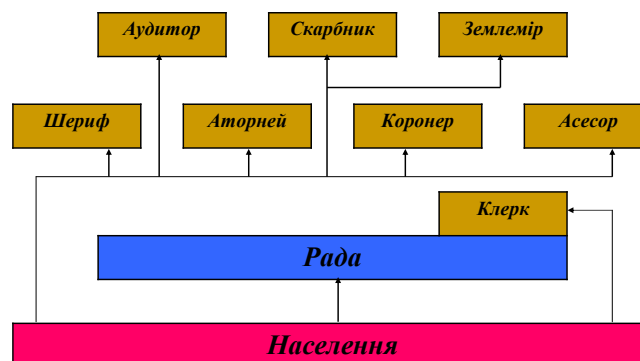 Аудитор
Скарбник
Землемір
Шериф
Аторней
Коронер
Асесор
Клерк
Рада
Населення